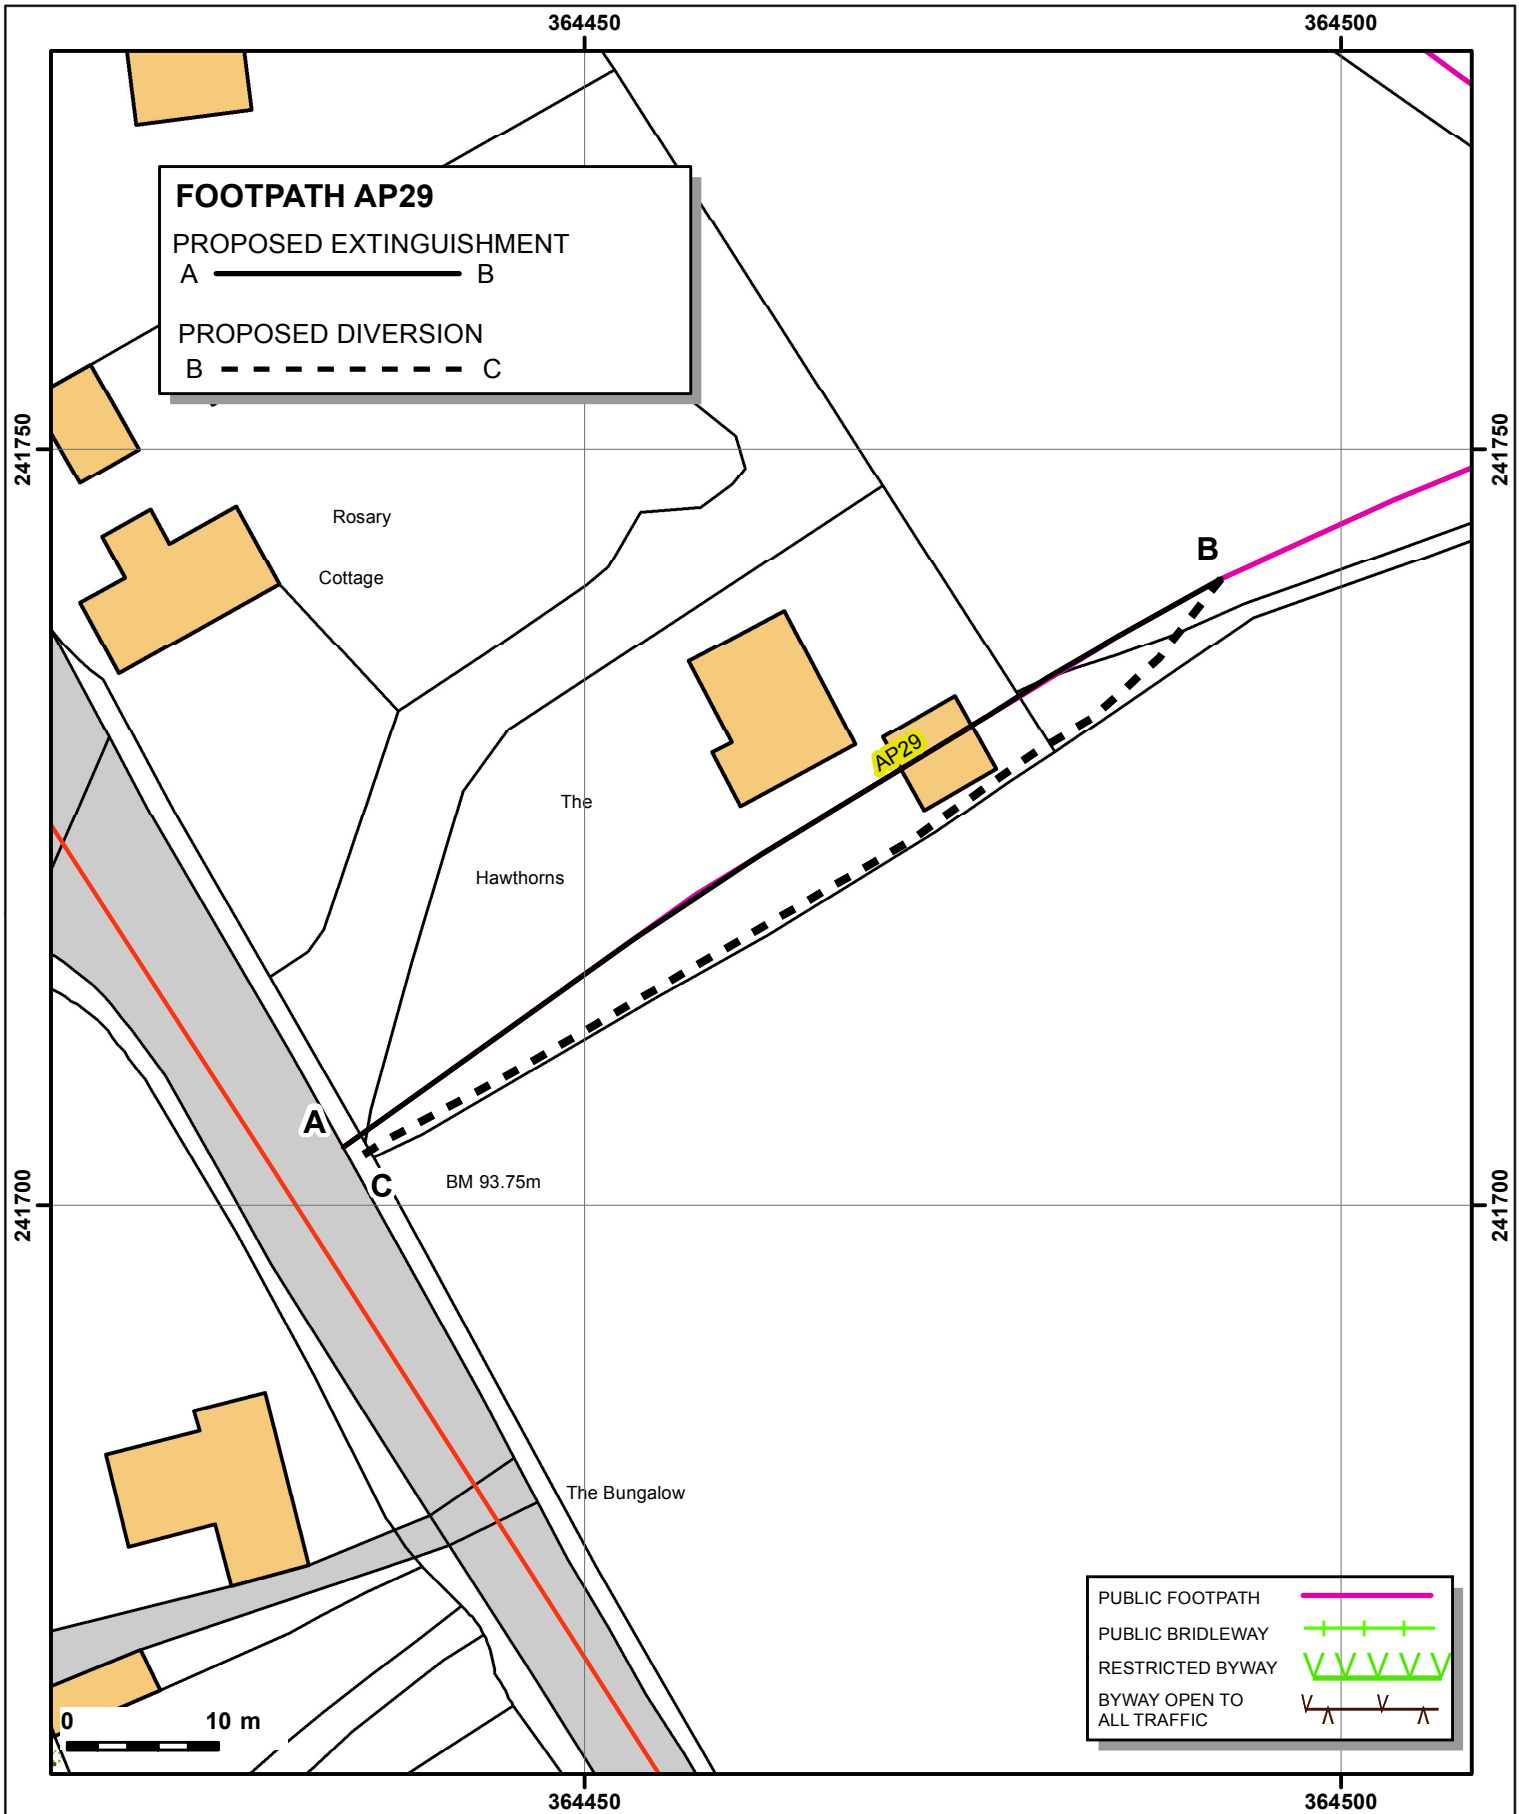 364450
364500
FOOTPATH AP29
PROPOSED EXTINGUISHMENT
A B
PROPOSED DIVERSION
B C
241750
241750
Rosary
Cottage
B
AP29
The
Hawthorns
A
C
BM 93.75m
241700
241700
The Bungalow
PUBLIC FOOTPATH
PUBLIC BRIDLEWAY
RESTRICTED BYWAY
BYWAY OPEN TO
ALL TRAFFIC
0 10 m
364450
364500